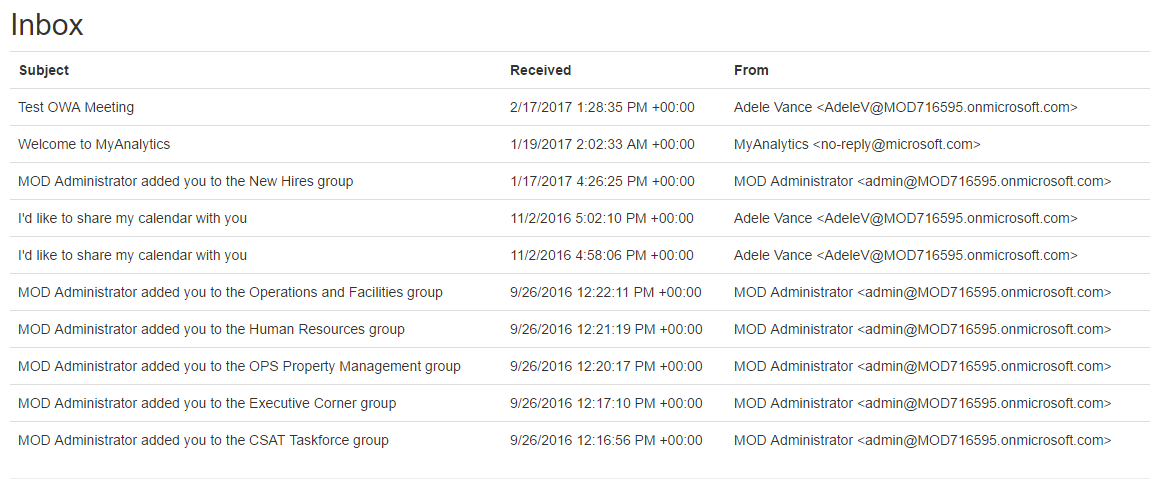 Inbox
Subject Received From
Test OWA Meeting 2/17/2017 1:28:35 PM +00:00 Adele Vance <AdeleV@MOD716595.onmicrosoft.com>
Welcome to MyAnalytics 1/19/2017 2:02:33 AM +00:00 MyAnalytics <no-reply@microsoft.com>
MOD Administrator added you to the New Hires group 1/17/2017 4:26:25 PM +00:00 MOD Administrator <admin@MOD716595.onmicrosoft.com>
I'd like to share my calendar with you 11/2/2016 5:02:10 PM +00:00 Adele Vance <AdeleV@MOD716595.onmicrosoft.com>
I'd like to share my calendar with you 11/2/2016 4:58:06 PM +00:00 Adele Vance <AdeleV@MOD716595.onmicrosoft.com>
MOD Administrator added you to the Operations and Facilities group 9/26/2016 12:22:11 PM +00:00 MOD Administrator <admin@MOD716595.onmicrosoft.com>
MOD Administrator added you to the Human Resources group 9/26/2016 12:21:19 PM +00:00 MOD Administrator <admin@MOD716595.onmicrosoft.com>
MOD Administrator added you to the OPS Property Management group 9/26/2016 12:20:17 PM +00:00 MOD Administrator <admin@MOD716595.onmicrosoft.com>
MOD Administrator added you to the Executive Corner group 9/26/2016 12:17:10 PM +00:00 MOD Administrator <admin@MOD716595.onmicrosoft.com>
MOD Administrator added you to the CSAT Taskforce group 9/26/2016 12:16:56 PM +00:00 MOD Administrator <admin@MOD716595.onmicrosoft.com>